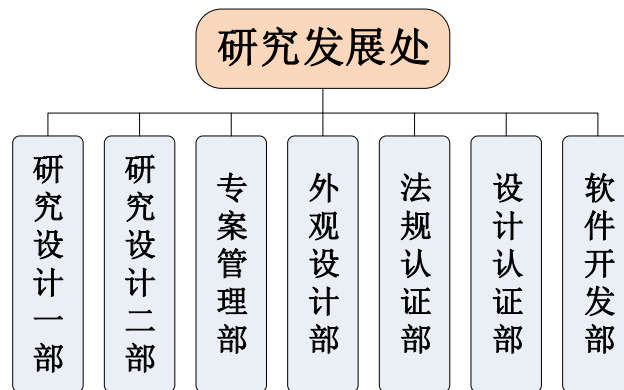 研究发展处
研究设计一部
研究设计二部
专案管理部
外观设计部
法规认证部
设计认证部
软件开发部